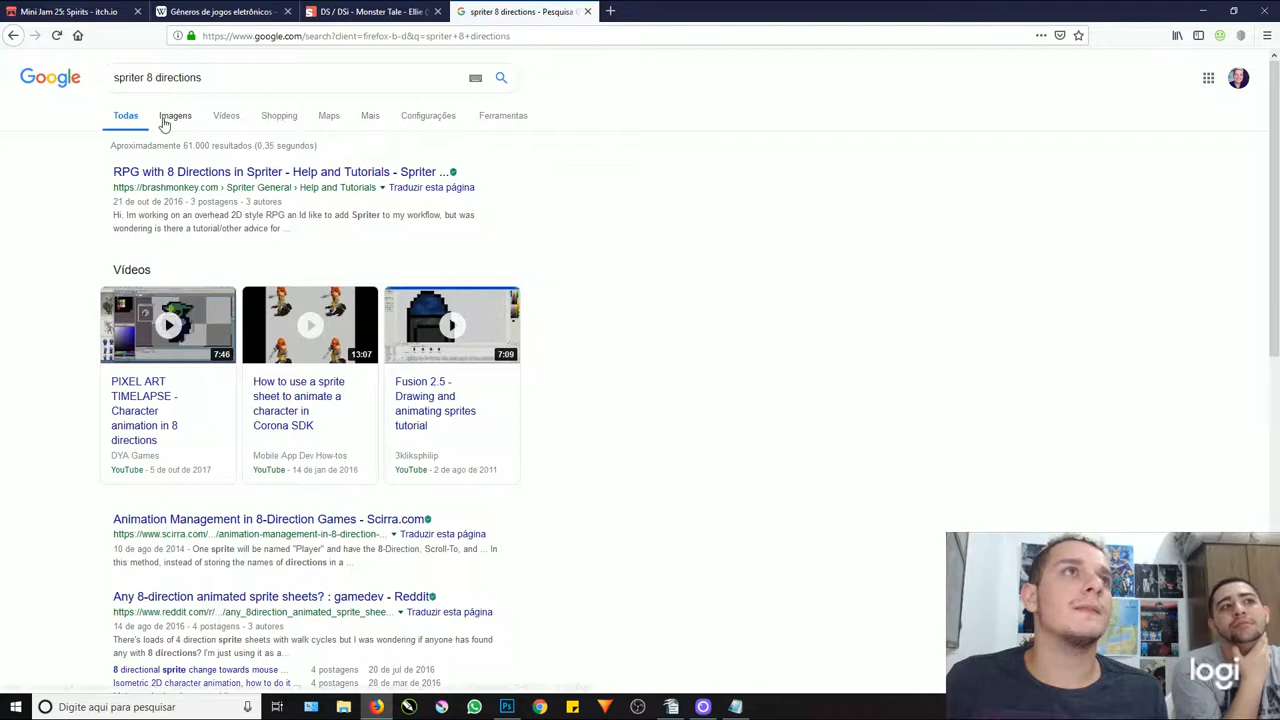 Mini Jam 25: Spirits - itch.io
Gêneros de jogos eletrônicos -
DS / DSi - Monster Tale - Ellie (
spriter 8 directions - Pesquisa
https://www.google.com/search?client=firefox-b-d&q=spriter+8+directions
Google
spriter 8 directions
Todas
Imagens
Vídeos
Shopping
Maps
Mais
Configurações
Ferramentas
Aproximadamente 61.000 resultados (0,35 segundos)
RPG with 8 Directions in Spriter - Help and Tutorials - Spriter ...
https://brashmonkey.com › Spriter General › Help and Tutorials
Traduzir esta página
21 de out de 2016 - 3 postagens - 3 autores
Hi, Im working on an overhead 2D style RPG an Id like to add Spriter to my workflow, but was
wondering is there a tutorial/other advice for ...
Vídeos
7:46
13:07
7:09
PIXEL ART
TIMELAPSE -
Character
animation in 8
directions
DYA Games
YouTube - 5 de out de 2017
How to use a sprite
sheet to animate a
character in
Corona SDK
Mobile App Dev How-tos
YouTube - 14 de jan de 2016
Fusion 2.5 -
Drawing and
animating sprites
tutorial
3kliksphilip
YouTube - 2 de ago de 2011
Animation Management in 8-Direction Games - Scirra.com
https://www.scirra.com/.../animation-management-in-8-direction-...
Traduzir esta página
10 de ago de 2014 - One sprite will be named "Player" and have the 8-Direction, Scroll-To, and ... In
this method, instead of storing the names of directions in a ...
Any 8-direction animated sprite sheets? : gamedev - Reddit
https://www.reddit.com/r/.../any_8direction_animated_sprite_shee...
Traduzir esta página
14 de ago de 2016 - 4 postagens - 3 autores
There's loads of 4 direction sprite sheets with walk cycles but I was wondering if anyone has found
any with 8 directions? I'm just using it as a...
8 directional sprite change towards mouse ...
4 postagens
20 de jul de 2016
Isometric 2D character animation, how to do it ...
4 postagens
28 de mar de 2016
logi
Digite aqui para pesquisar